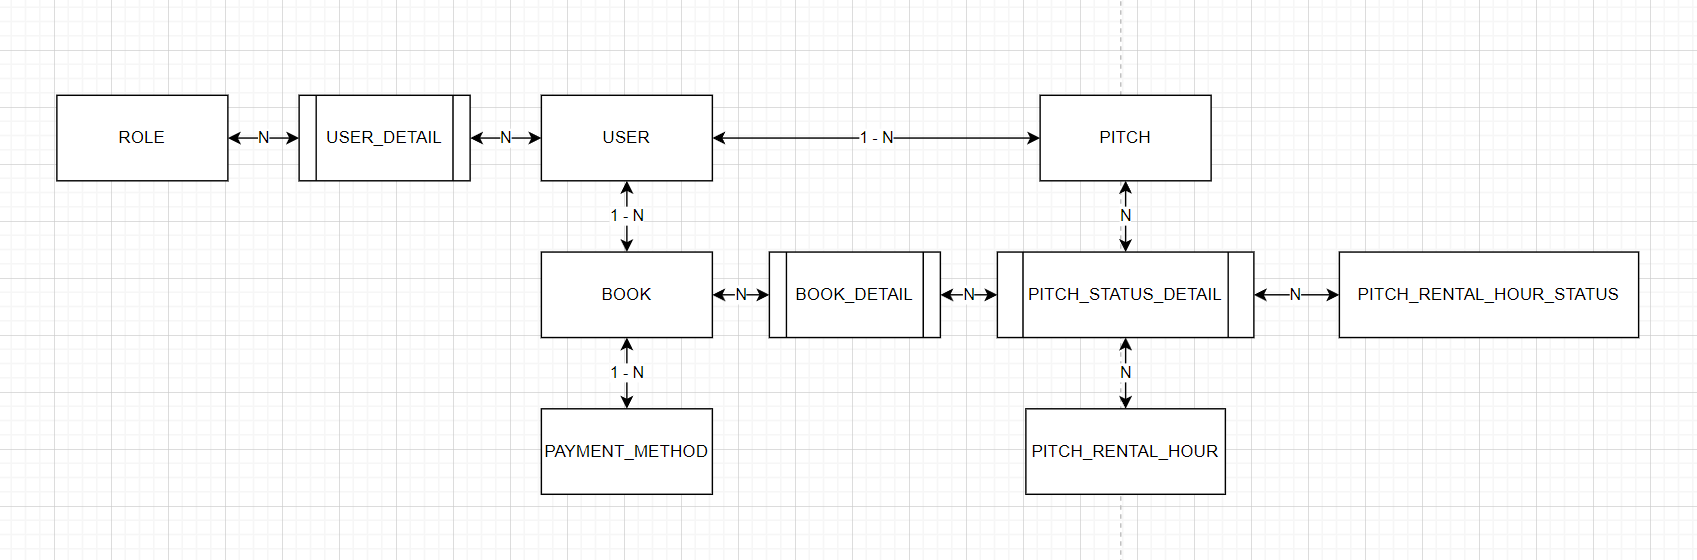 ROLE
N
USER_DETAIL
N
USER
1 - N
PITCH
1 - N
N
BOOK
N
BOOK_DETAIL
N
PITCH_STATUS_DETAIL
N
PITCH_RENTAL_HOUR_STATUS
1 - N
N
PAYMENT_METHOD
PITCH_RENTAL_HOUR